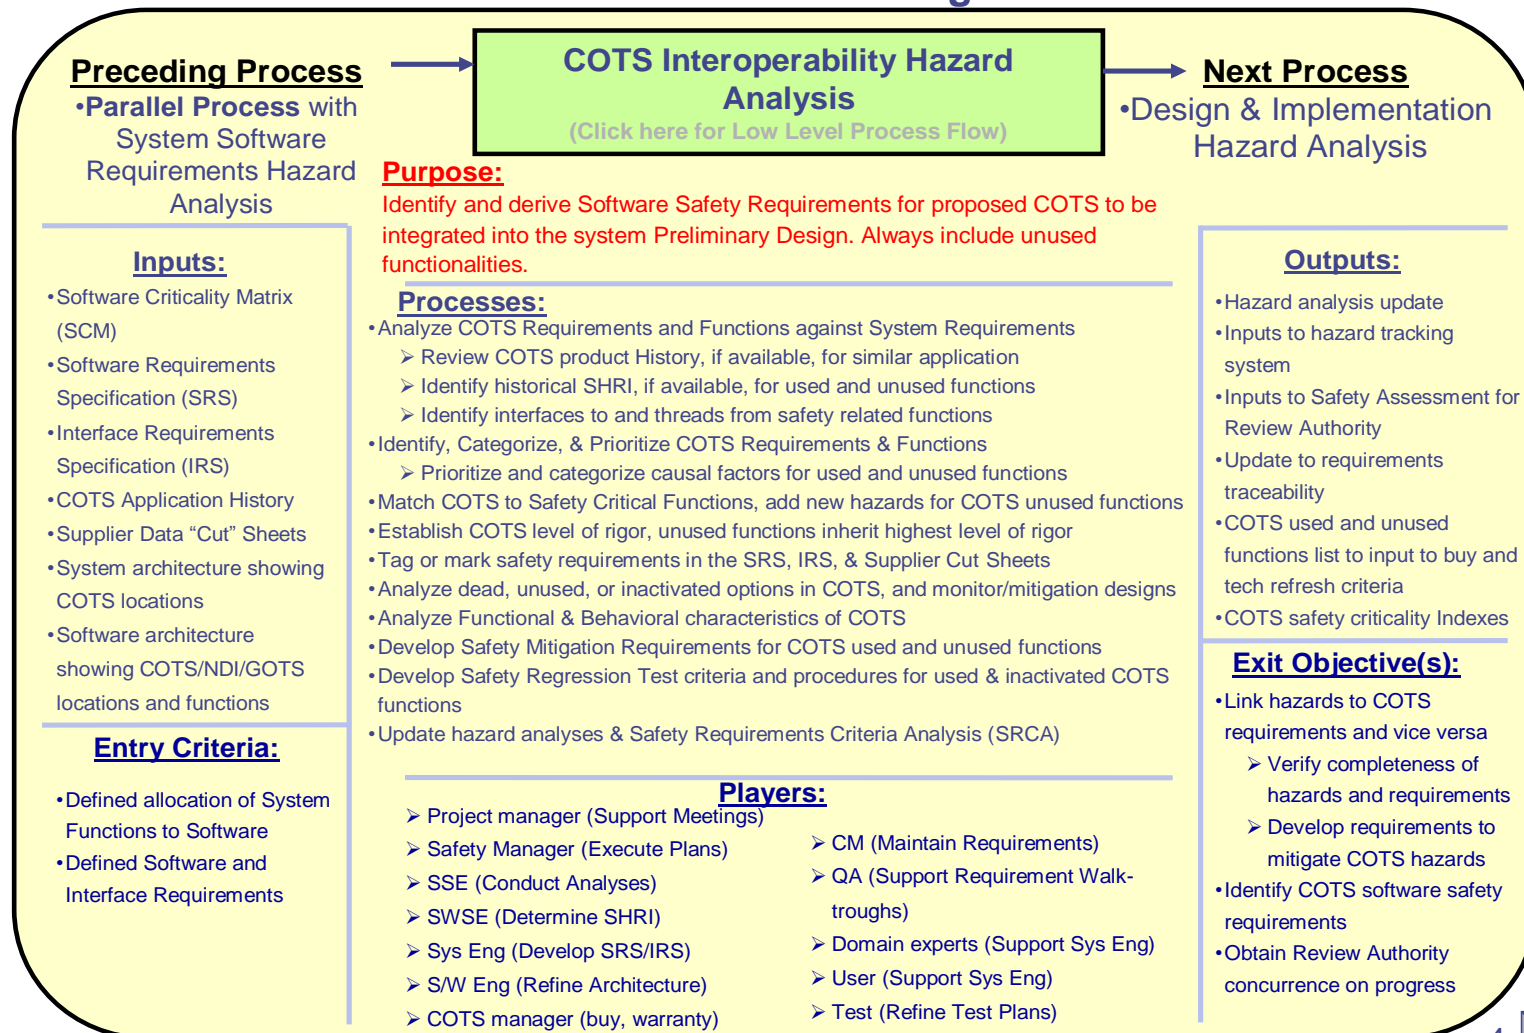 Preceding Process
•Parallel Process with
System Software
Requirements Hazard
Analysis
COTS Interoperability Hazard
Analysis
(Click here for Low Level Process Flow)
Next Process
•Design & Implementation
Hazard Analysis
Purpose:
Identify and derive Software Safety Requirements for proposed COTS to be
integrated into the system Preliminary Design. Always include unused
functionalities.
Inputs:
•Software Criticality Matrix
(SCM)
•Software Requirements
Specification (SRS)
•Interface Requirements
Specification (IRS)
•COTS Application History
•Supplier Data “Cut” Sheets
•System architecture showing
COTS locations
•Software architecture
showing COTS/NDI/GOTS
locations and functions
Entry Criteria:
•Defined allocation of System
Functions to Software
•Defined Software and
Interface Requirements
Processes:
•Analyze COTS Requirements and Functions against System Requirements
➢ Review COTS product History, if available, for similar application
➢ Identify historical SHRI, if available, for used and unused functions
➢ Identify interfaces to and threads from safety related functions
•Identify, Categorize, & Prioritize COTS Requirements & Functions
➢ Prioritize and categorize causal factors for used and unused functions
•Match COTS to Safety Critical Functions, add new hazards for COTS unused functions
•Establish COTS level of rigor, unused functions inherit highest level of rigor
•Tag or mark safety requirements in the SRS, IRS, & Supplier Cut Sheets
•Analyze dead, unused, or inactivated options in COTS, and monitor/mitigation designs
•Analyze Functional & Behavioral characteristics of COTS
•Develop Safety Mitigation Requirements for COTS used and unused functions
•Develop Safety Regression Test criteria and procedures for used & inactivated COTS
functions
•Update hazard analyses & Safety Requirements Criteria Analysis (SRCA)
Players:
➢ Project manager (Support Meetings)
➢ Safety Manager (Execute Plans)
➢ SSE (Conduct Analyses)
➢ SWSE (Determine SHRI)
➢ Sys Eng (Develop SRS/IRS)
➢ S/W Eng (Refine Architecture)
➢ COTS manager (buy, warranty)
➢ CM (Maintain Requirements)
➢ QA (Support Requirement Walk-
troughs)
➢ Domain experts (Support Sys Eng)
➢ User (Support Sys Eng)
➢ Test (Refine Test Plans)
Outputs:
•Hazard analysis update
•Inputs to hazard tracking
system
•Inputs to Safety Assessment for
Review Authority
•Update to requirements
traceability
•COTS used and unused
functions list to input to buy and
tech refresh criteria
•COTS safety criticality Indexes
Exit Objective(s):
•Link hazards to COTS
requirements and vice versa
➢ Verify completeness of
hazards and requirements
➢ Develop requirements to
mitigate COTS hazards
•Identify COTS software safety
requirements
•Obtain Review Authority
concurrence on progress